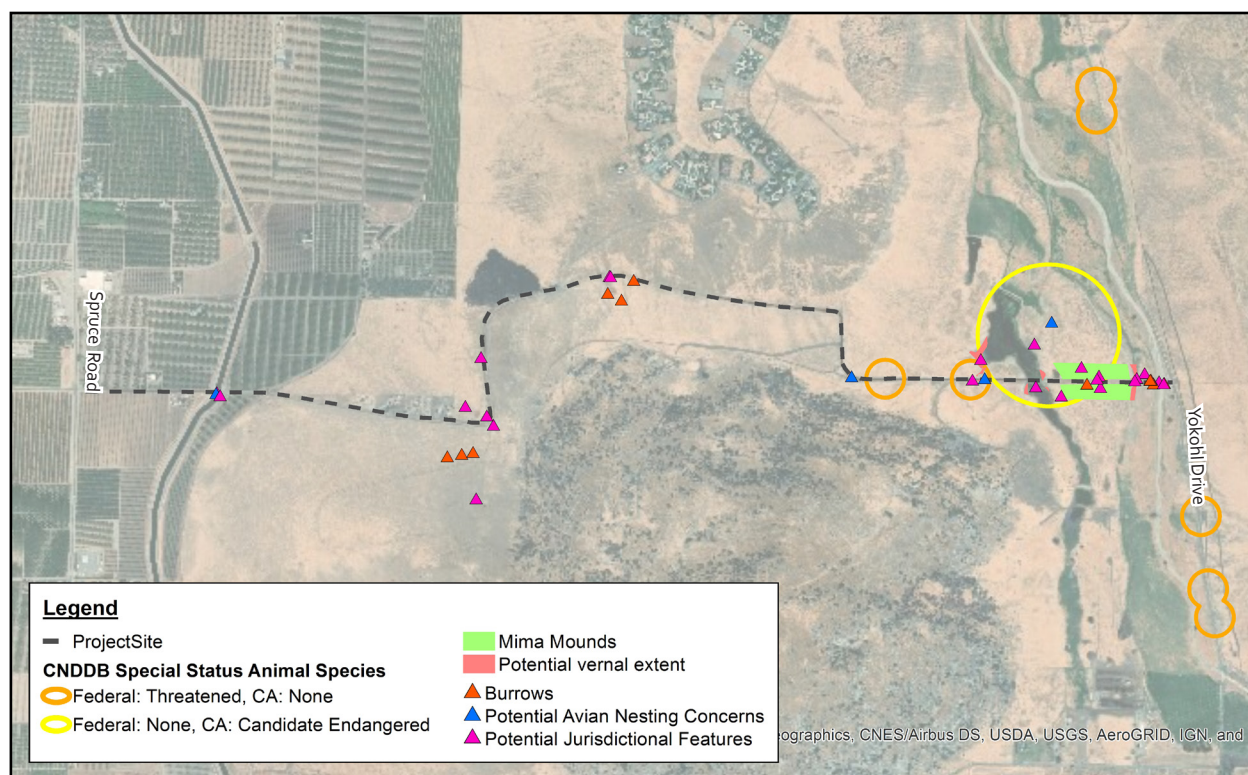 Spruce Road
Yokohl Drive
Legend
ProjectSite
CNDDB Special Status Animal Species
Federal: Threatened, CA: None
Federal: None, CA: Candidate Endangered
Mima Mounds
Potential vernal extent
Burrows
Potential Avian Nesting Concerns
Potential Jurisdictional Features
eographics, CNES/Airbus DS, USDA, USGS, AeroGRID, IGN, and